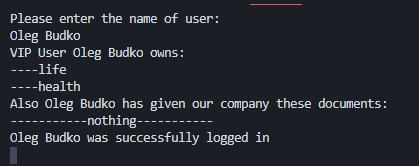 Please enter the name of user:
Oleg Budko
VIP User Oleg Budko owns:
----life
----health
Also Oleg Budko has given our company these documents:
------------nothing-----------
Oleg Budko was successfully logged in